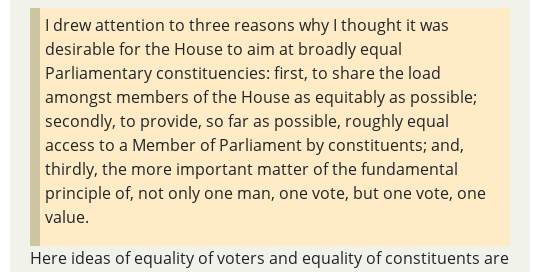 I drew attention to three reasons why I thought it was
desirable for the House to aim at broadly equal
Parliamentary constituencies: first, to share the load
amongst members of the House as equitably as possible;
secondly, to provide, so far as possible, roughly equal
access to a Member of Parliament by constituents; and,
thirdly, the more important matter of the fundamental
principle of, not only one man, one vote, but one vote, one
value.
Here ideas of equality of voters and equality of constituents are